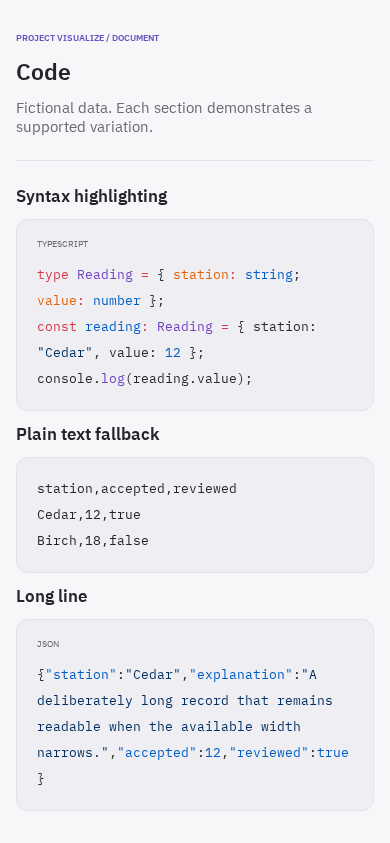 PROJECT VISUALIZE / DOCUMENT
Code
Fictional data. Each section demonstrates a
supported variation.
Syntax highlighting
TYPESCRIPT
type Reading = { station: string;
value: number };
const reading: Reading = { station:
"Cedar", value: 12 };
console.log(reading.value);
Plain text fallback
station,accepted,reviewed
Cedar,12,true
Birch,18,false
Long line
JSON
{"station":"Cedar","explanation":"A
deliberately long record that remains
readable when the available width
narrows.","accepted":12,"reviewed":true
}